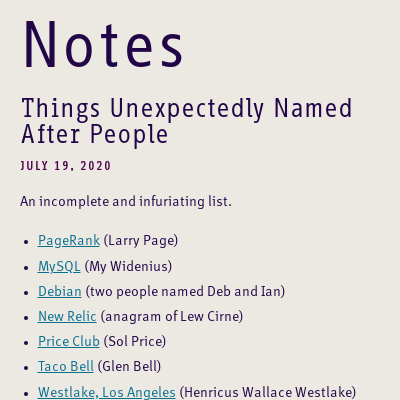 Notes
Things Unexpectedly Named
After People
JULY 19, 2020
An incomplete and infuriating list.
• PageRank (Larry Page)
• MySQL (My Widenius)
• Debian (two people named Deb and Ian)
• New Relic (anagram of Lew Cirne)
• Price Club (Sol Price)
• Taco Bell (Glen Bell)
• Westlake, Los Angeles (Henricus Wallace Westlake)